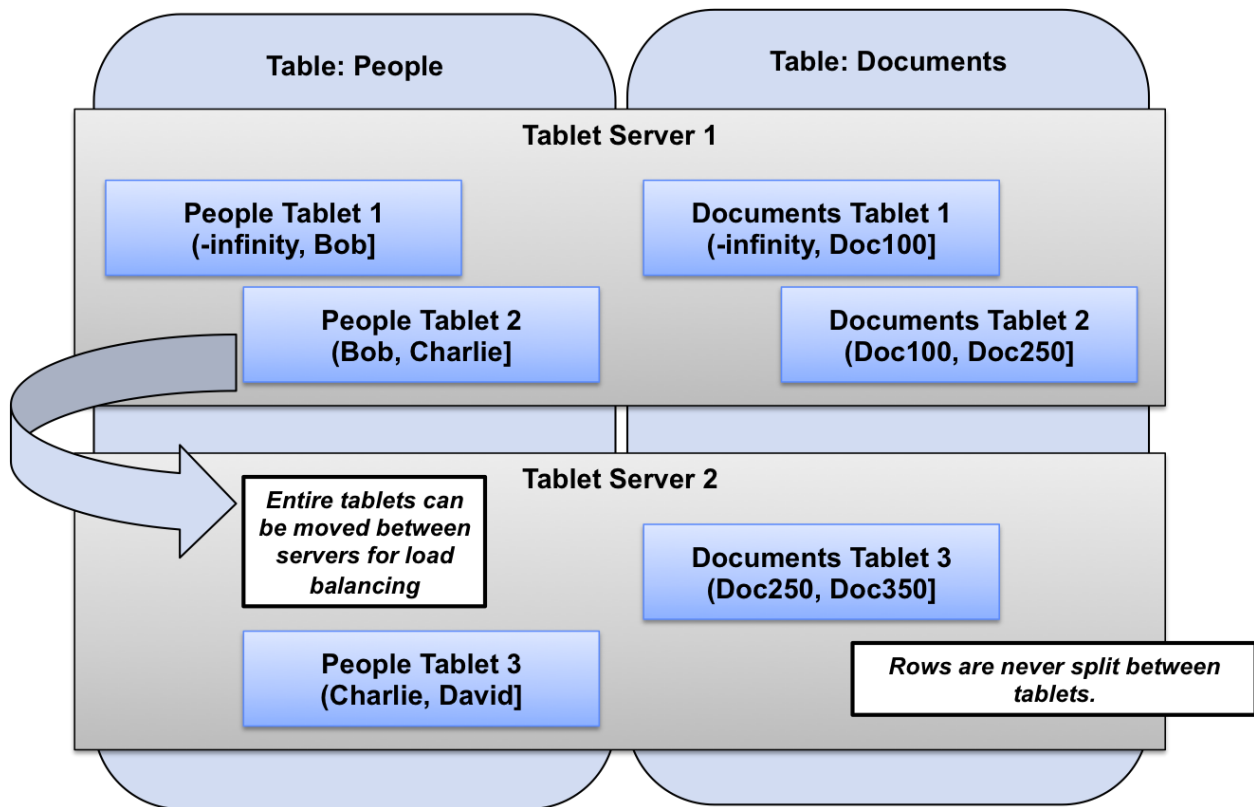 Table: People
Table: Documents
Tablet Server 1
People Tablet 1
(-infinity, Bob]
Documents Tablet 1
(-infinity, Doc100]
People Tablet 2
(Bob, Charlie]
Documents Tablet 2
(Doc100, Doc250]
Tablet Server 2
Entire tablets can
be moved between
servers for load
balancing
Documents Tablet 3
(Doc250, Doc350]
People Tablet 3
(Charlie, David]
Rows are never split between
tablets.